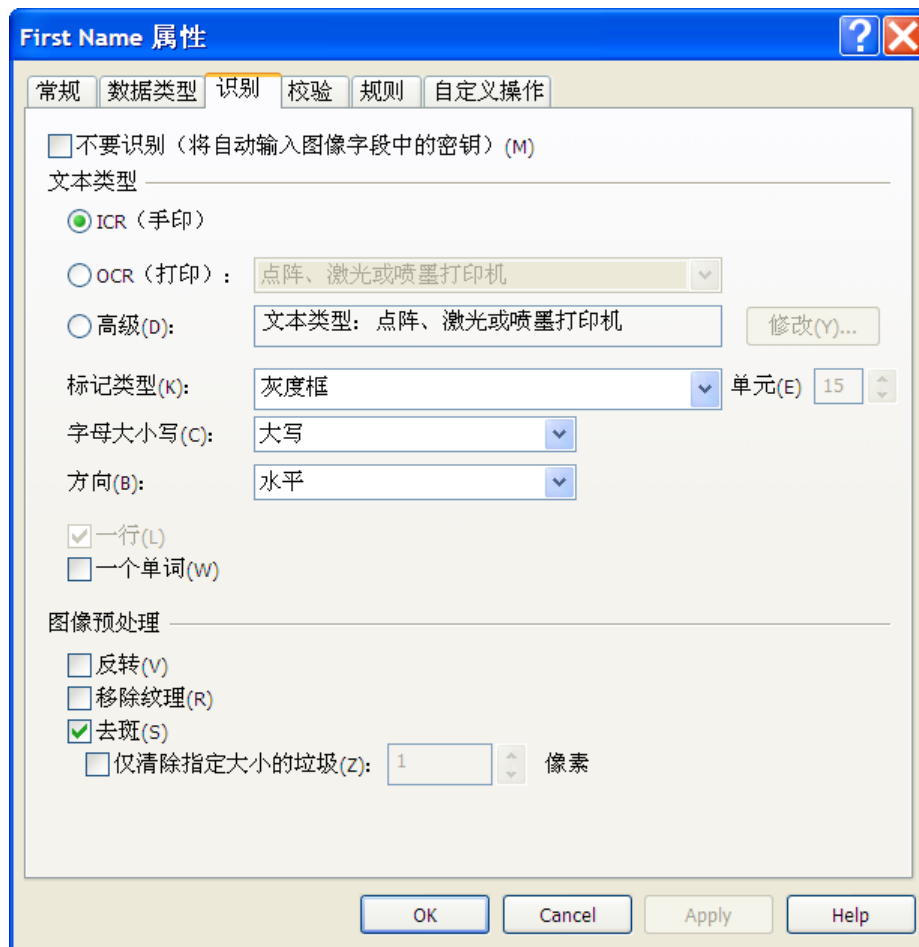 First Name 属性
常规 数据类型 识别 校验 规则 自定义操作
不要识别（将自动输入图像字段中的密钥）(M)
文本类型
ICR（手印）
OCR（打印）： 点阵、激光或喷墨打印机
高级(D)： 文本类型：点阵、激光或喷墨打印机 修改(Y)...
标记类型(K)： 灰度框 单元(E) 15
字母大小写(C)： 大写
方向(B)： 水平
一行(L)
一个单词(W)
图像预处理
反转(V)
移除纹理(R)
去斑(S)
仅清除指定大小的垃圾(Z)： 1 像素
OK Cancel Apply Help